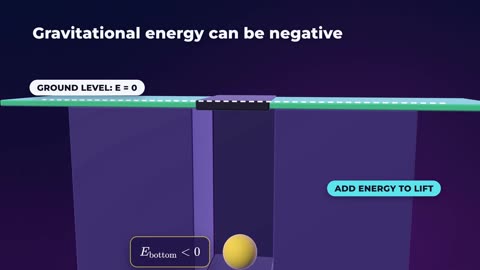 Gravitational energy can be negative
GROUND LEVEL: E = 0
ADD ENERGY TO LIFT
E_bottom < 0